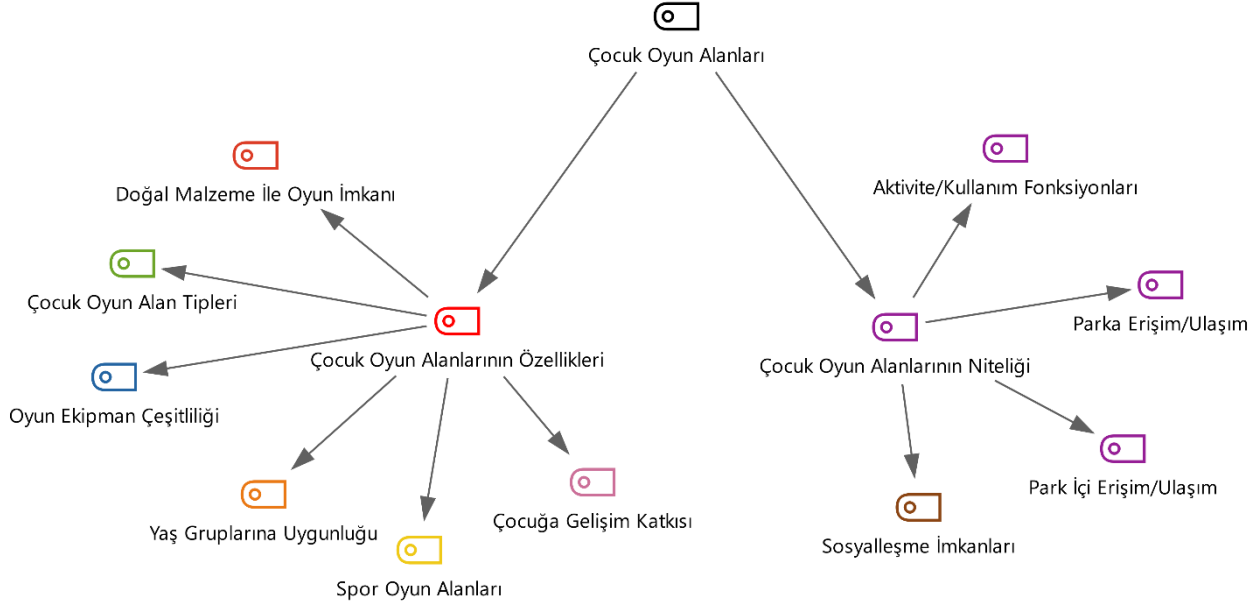 Çocuk Oyun Alanları
Doğal Malzeme İle Oyun İmkanı
Aktivite/Kullanım Fonksiyonları
Çocuk Oyun Alan Tipleri
Parka Erişim/Ulaşım
Çocuk Oyun Alanlarının Özellikleri
Çocuk Oyun Alanlarının Niteliği
Oyun Ekipman Çeşitliliği
Yaş Gruplarına Uygunluğu
Çocuğa Gelişim Katkısı
Park İçi Erişim/Ulaşım
Sosyalleşme İmkanları
Spor Oyun Alanları